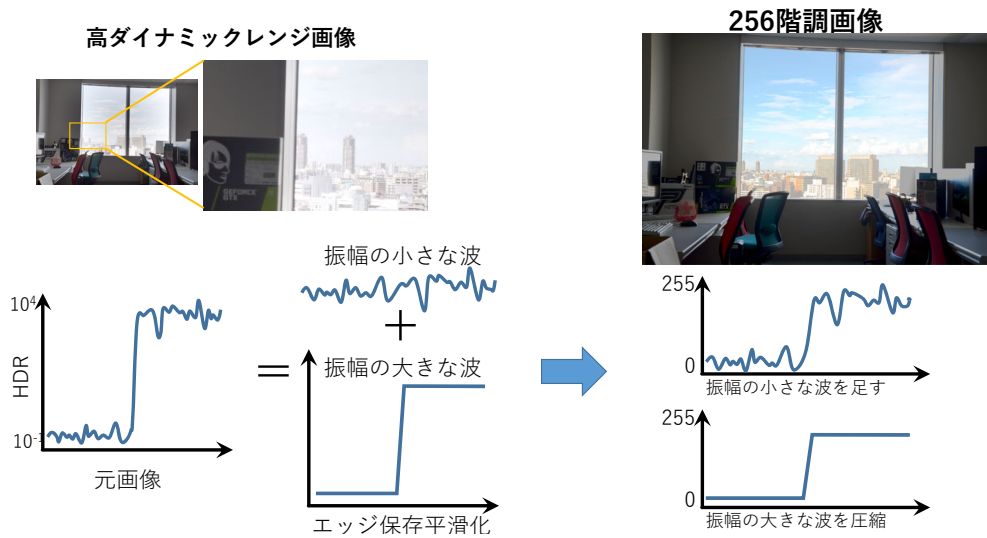 高ダイナミックレンジ画像
256階調画像
GEFORCE
GTX
振幅の小さな波
＋
10⁴
HDR
10⁻¹
元画像
＝
振幅の大きな波
エッジ保存平滑化
255
0
振幅の小さな波を足す
255
0
振幅の大きな波を圧縮